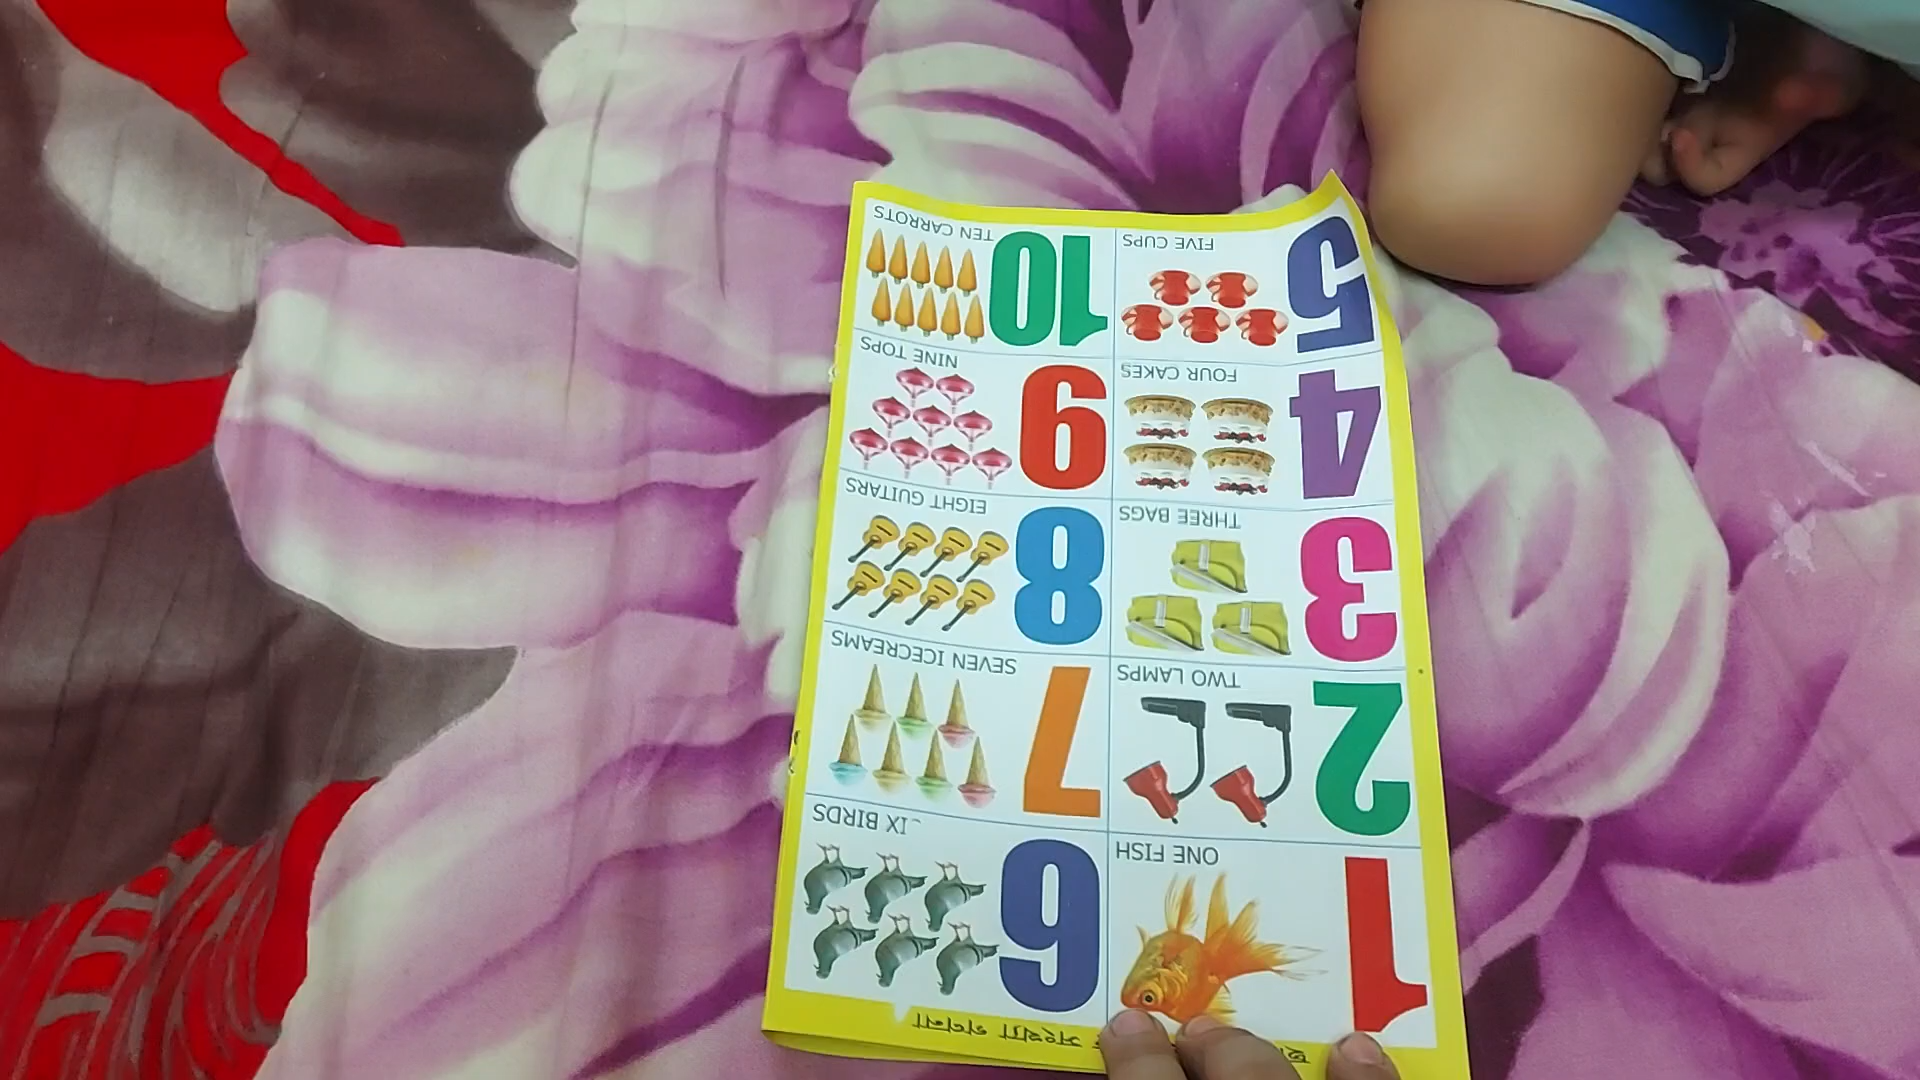 1
ONE FISH
2
TWO LAMPS
3
THREE BAGS
4
FOUR CAKES
5
FIVE CUPS
6
IX BIRDS
7
SEVEN ICECREAMS
8
EIGHT GUITARS
9
NINE TOPS
10
TEN CARROTS